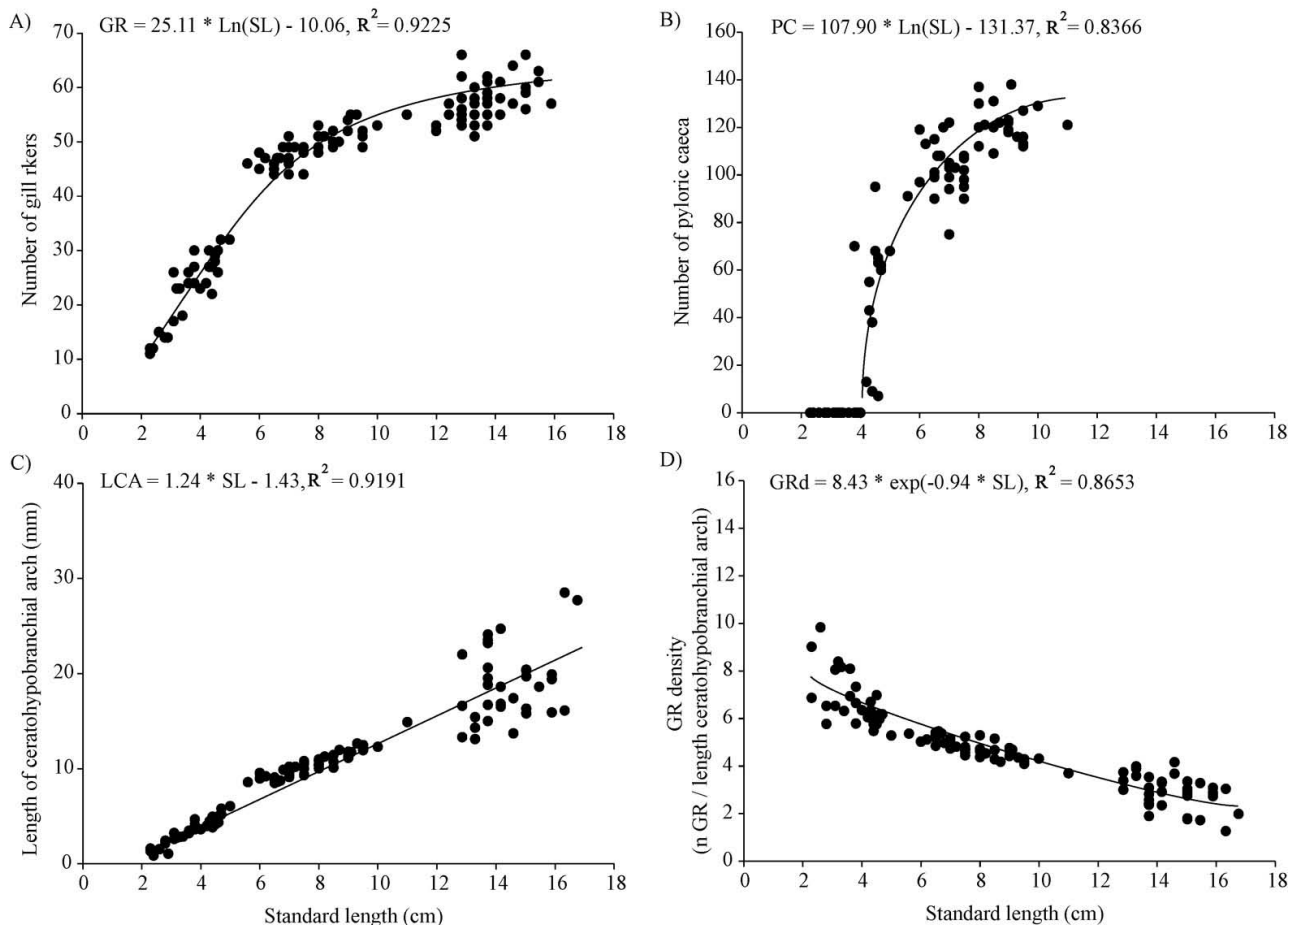 A)
GR = 25.11 * Ln(SL) - 10.06, R² = 0.9225
70
60
50
40
30
20
10
0
Number of gill rkers
0 2 4 6 8 10 12 14 16 18
B)
PC = 107.90 * Ln(SL) - 131.37, R² = 0.8366
160
140
120
100
80
60
40
20
0
Number of pyloric caeca
0 2 4 6 8 10 12 14 16 18
C)
LCA = 1.24 * SL - 1.43, R² = 0.9191
40
30
20
10
0
Length of ceratohypobranchial arch (mm)
0 2 4 6 8 10 12 14 16 18
Standard length (cm)
D)
GRd = 8.43 * exp(-0.94 * SL), R² = 0.8653
16
14
12
10
8
6
4
2
0
GR density
(n GR / length ceratohypobranchial arch)
0 2 4 6 8 10 12 14 16 18
Standard length (cm)